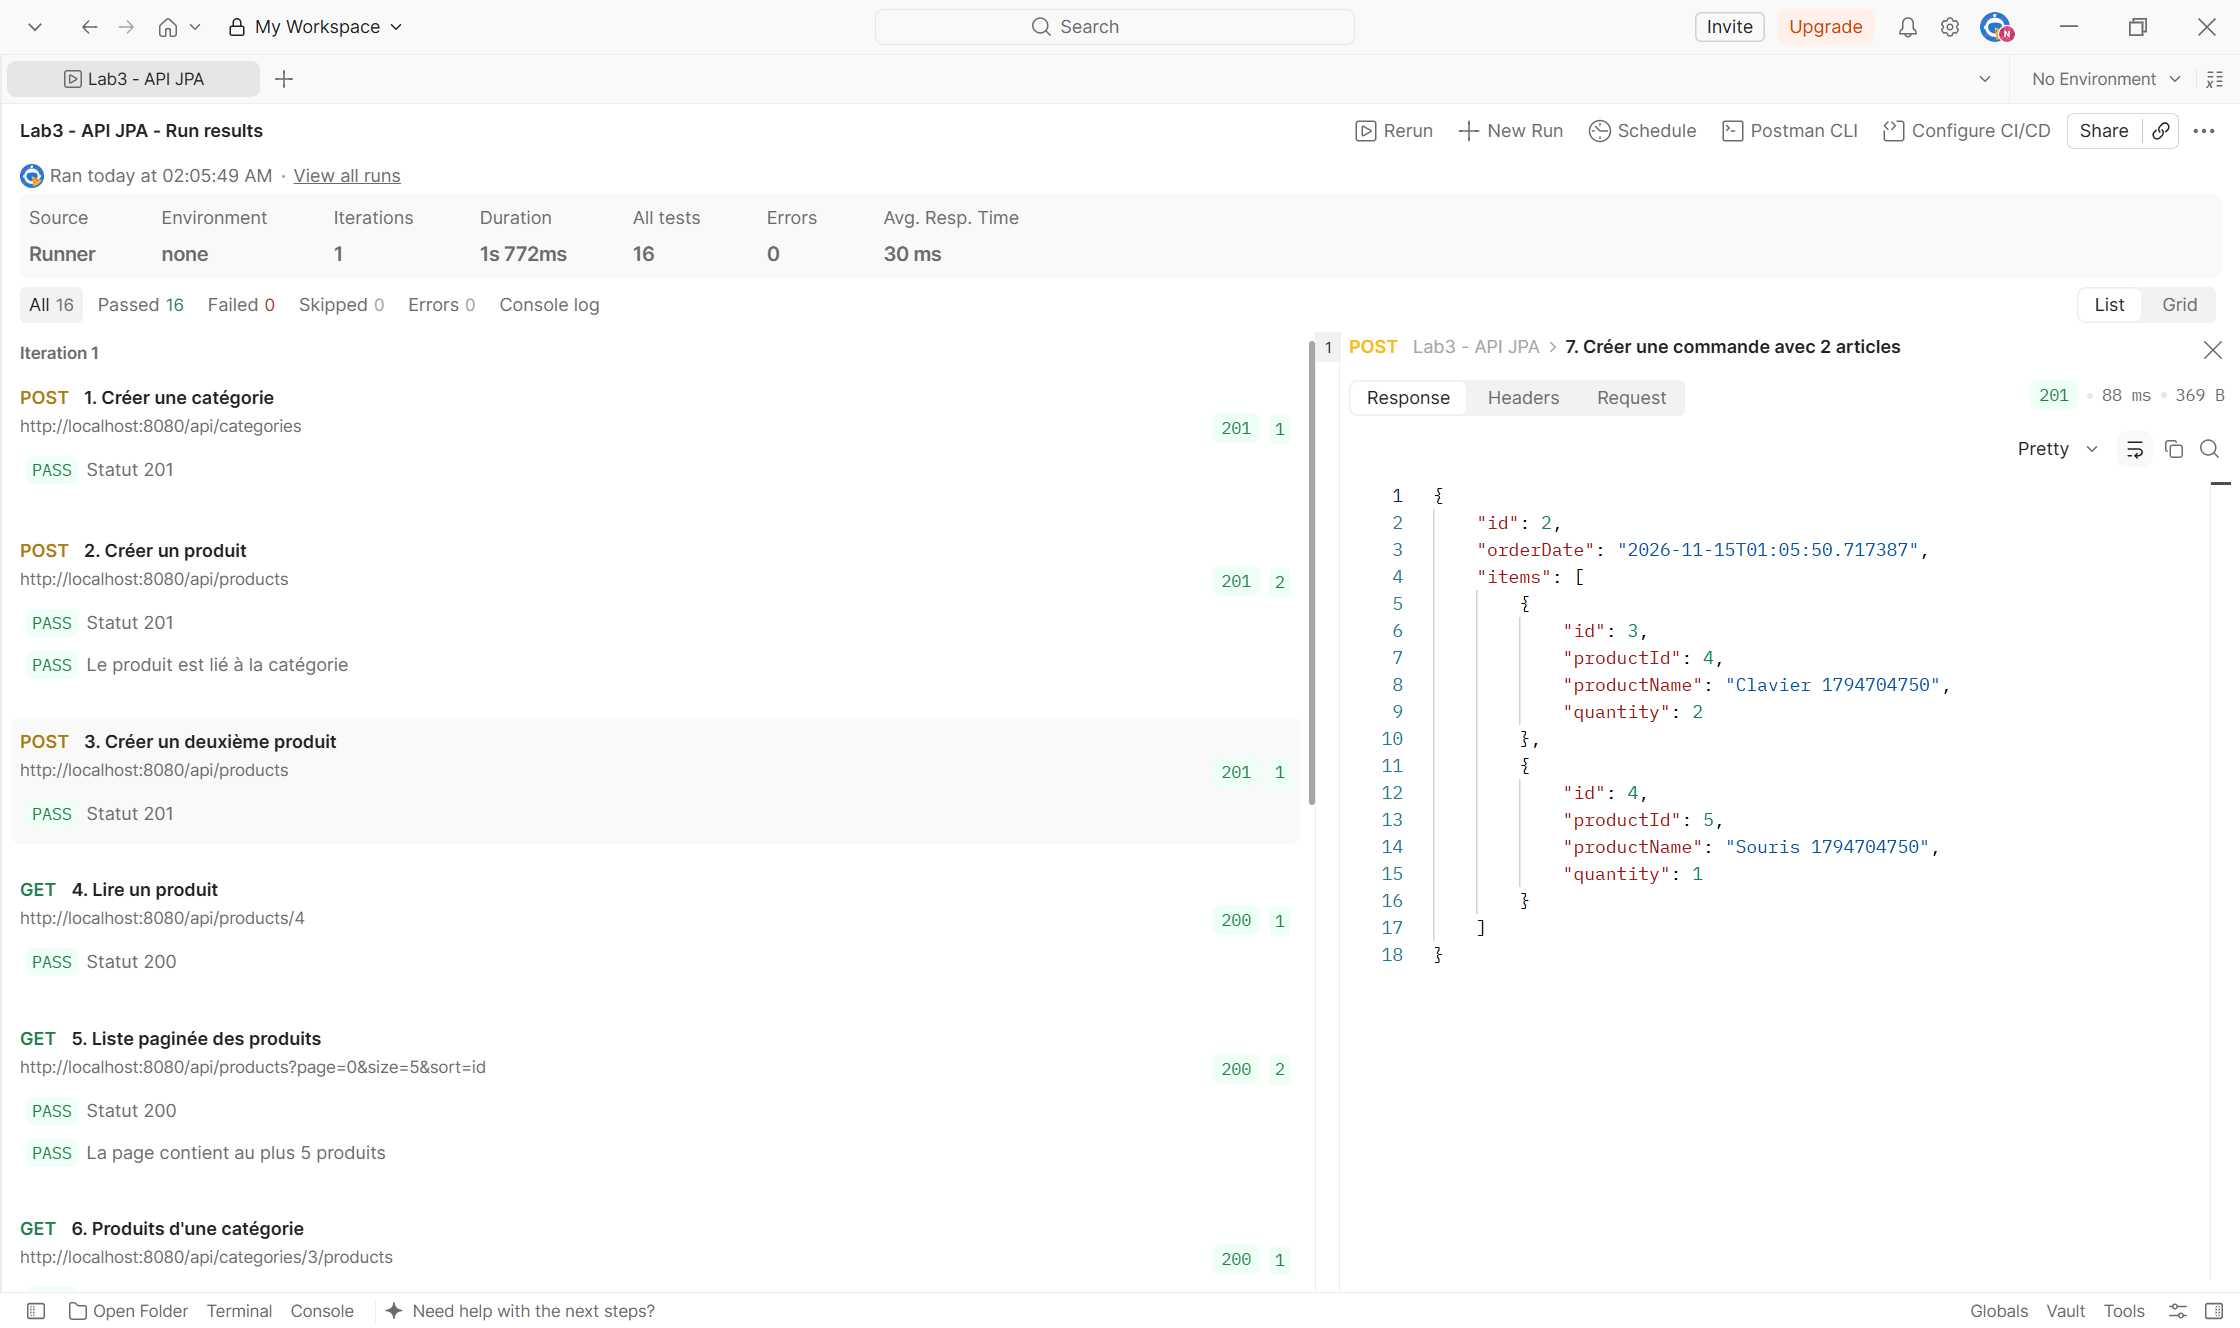 My Workspace
Search
Invite
Upgrade
N
Lab3 - API JPA
No Environment
Lab3 - API JPA - Run results
Rerun
New Run
Schedule
Postman CLI
Configure CI/CD
Share
Ran today at 02:05:49 AM · View all runs
Source Environment Iterations Duration All tests Errors Avg. Resp. Time
Runner none 1 1s 772ms 16 0 30 ms
All 16 Passed 16 Failed 0 Skipped 0 Errors 0 Console log
List Grid
Iteration 1
POST 1. Créer une catégorie
http://localhost:8080/api/categories
201 1
PASS Statut 201
POST 2. Créer un produit
http://localhost:8080/api/products
201 2
PASS Statut 201
PASS Le produit est lié à la catégorie
POST 3. Créer un deuxième produit
http://localhost:8080/api/products
201 1
PASS Statut 201
GET 4. Lire un produit
http://localhost:8080/api/products/4
200 1
PASS Statut 200
GET 5. Liste paginée des produits
http://localhost:8080/api/products?page=0&size=5&sort=id
200 2
PASS Statut 200
PASS La page contient au plus 5 produits
GET 6. Produits d'une catégorie
http://localhost:8080/api/categories/3/products
200 1
1
POST Lab3 - API JPA > 7. Créer une commande avec 2 articles
Response Headers Request
201 • 88 ms • 369 B
Pretty
1 {
2 "id": 2,
3 "orderDate": "2026-11-15T01:05:50.717387",
4 "items": [
5 {
6 "id": 3,
7 "productId": 4,
8 "productName": "Clavier 1794704750",
9 "quantity": 2
10 },
11 {
12 "id": 4,
13 "productId": 5,
14 "productName": "Souris 1794704750",
15 "quantity": 1
16 }
17 ]
18 }
Open Folder Terminal Console Need help with the next steps?
Globals Vault Tools